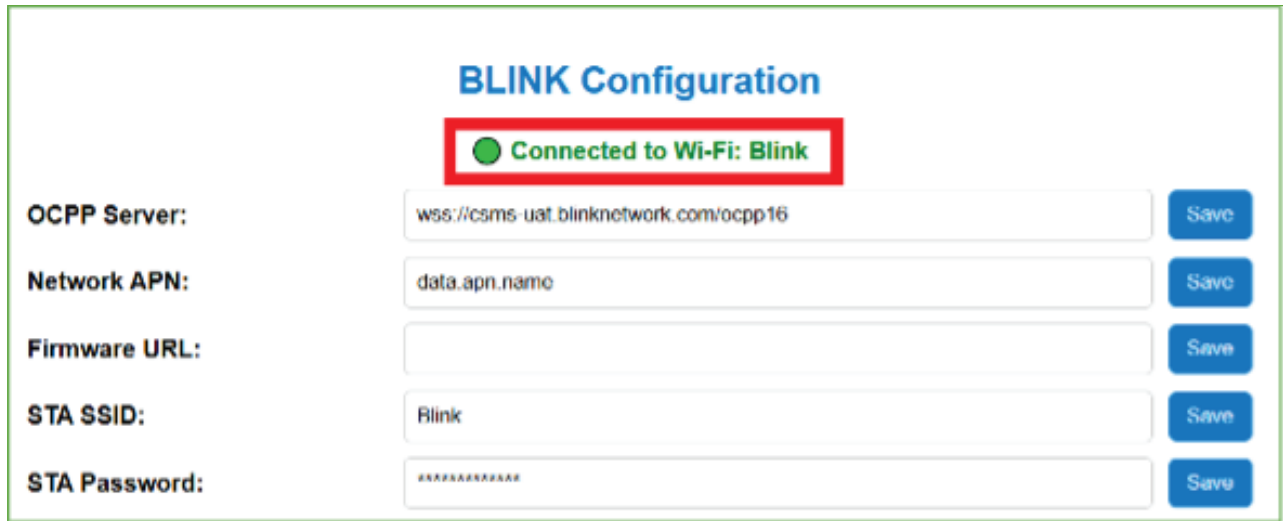 BLINK Configuration
Connected to Wi-Fi: Blink
OCPP Server: wss://csms-uat.blinknetwork.com/ocpp16 Save
Network APN: data.apn.name Save
Firmware URL: Save
STA SSID: Blink Save
STA Password: ************* Save